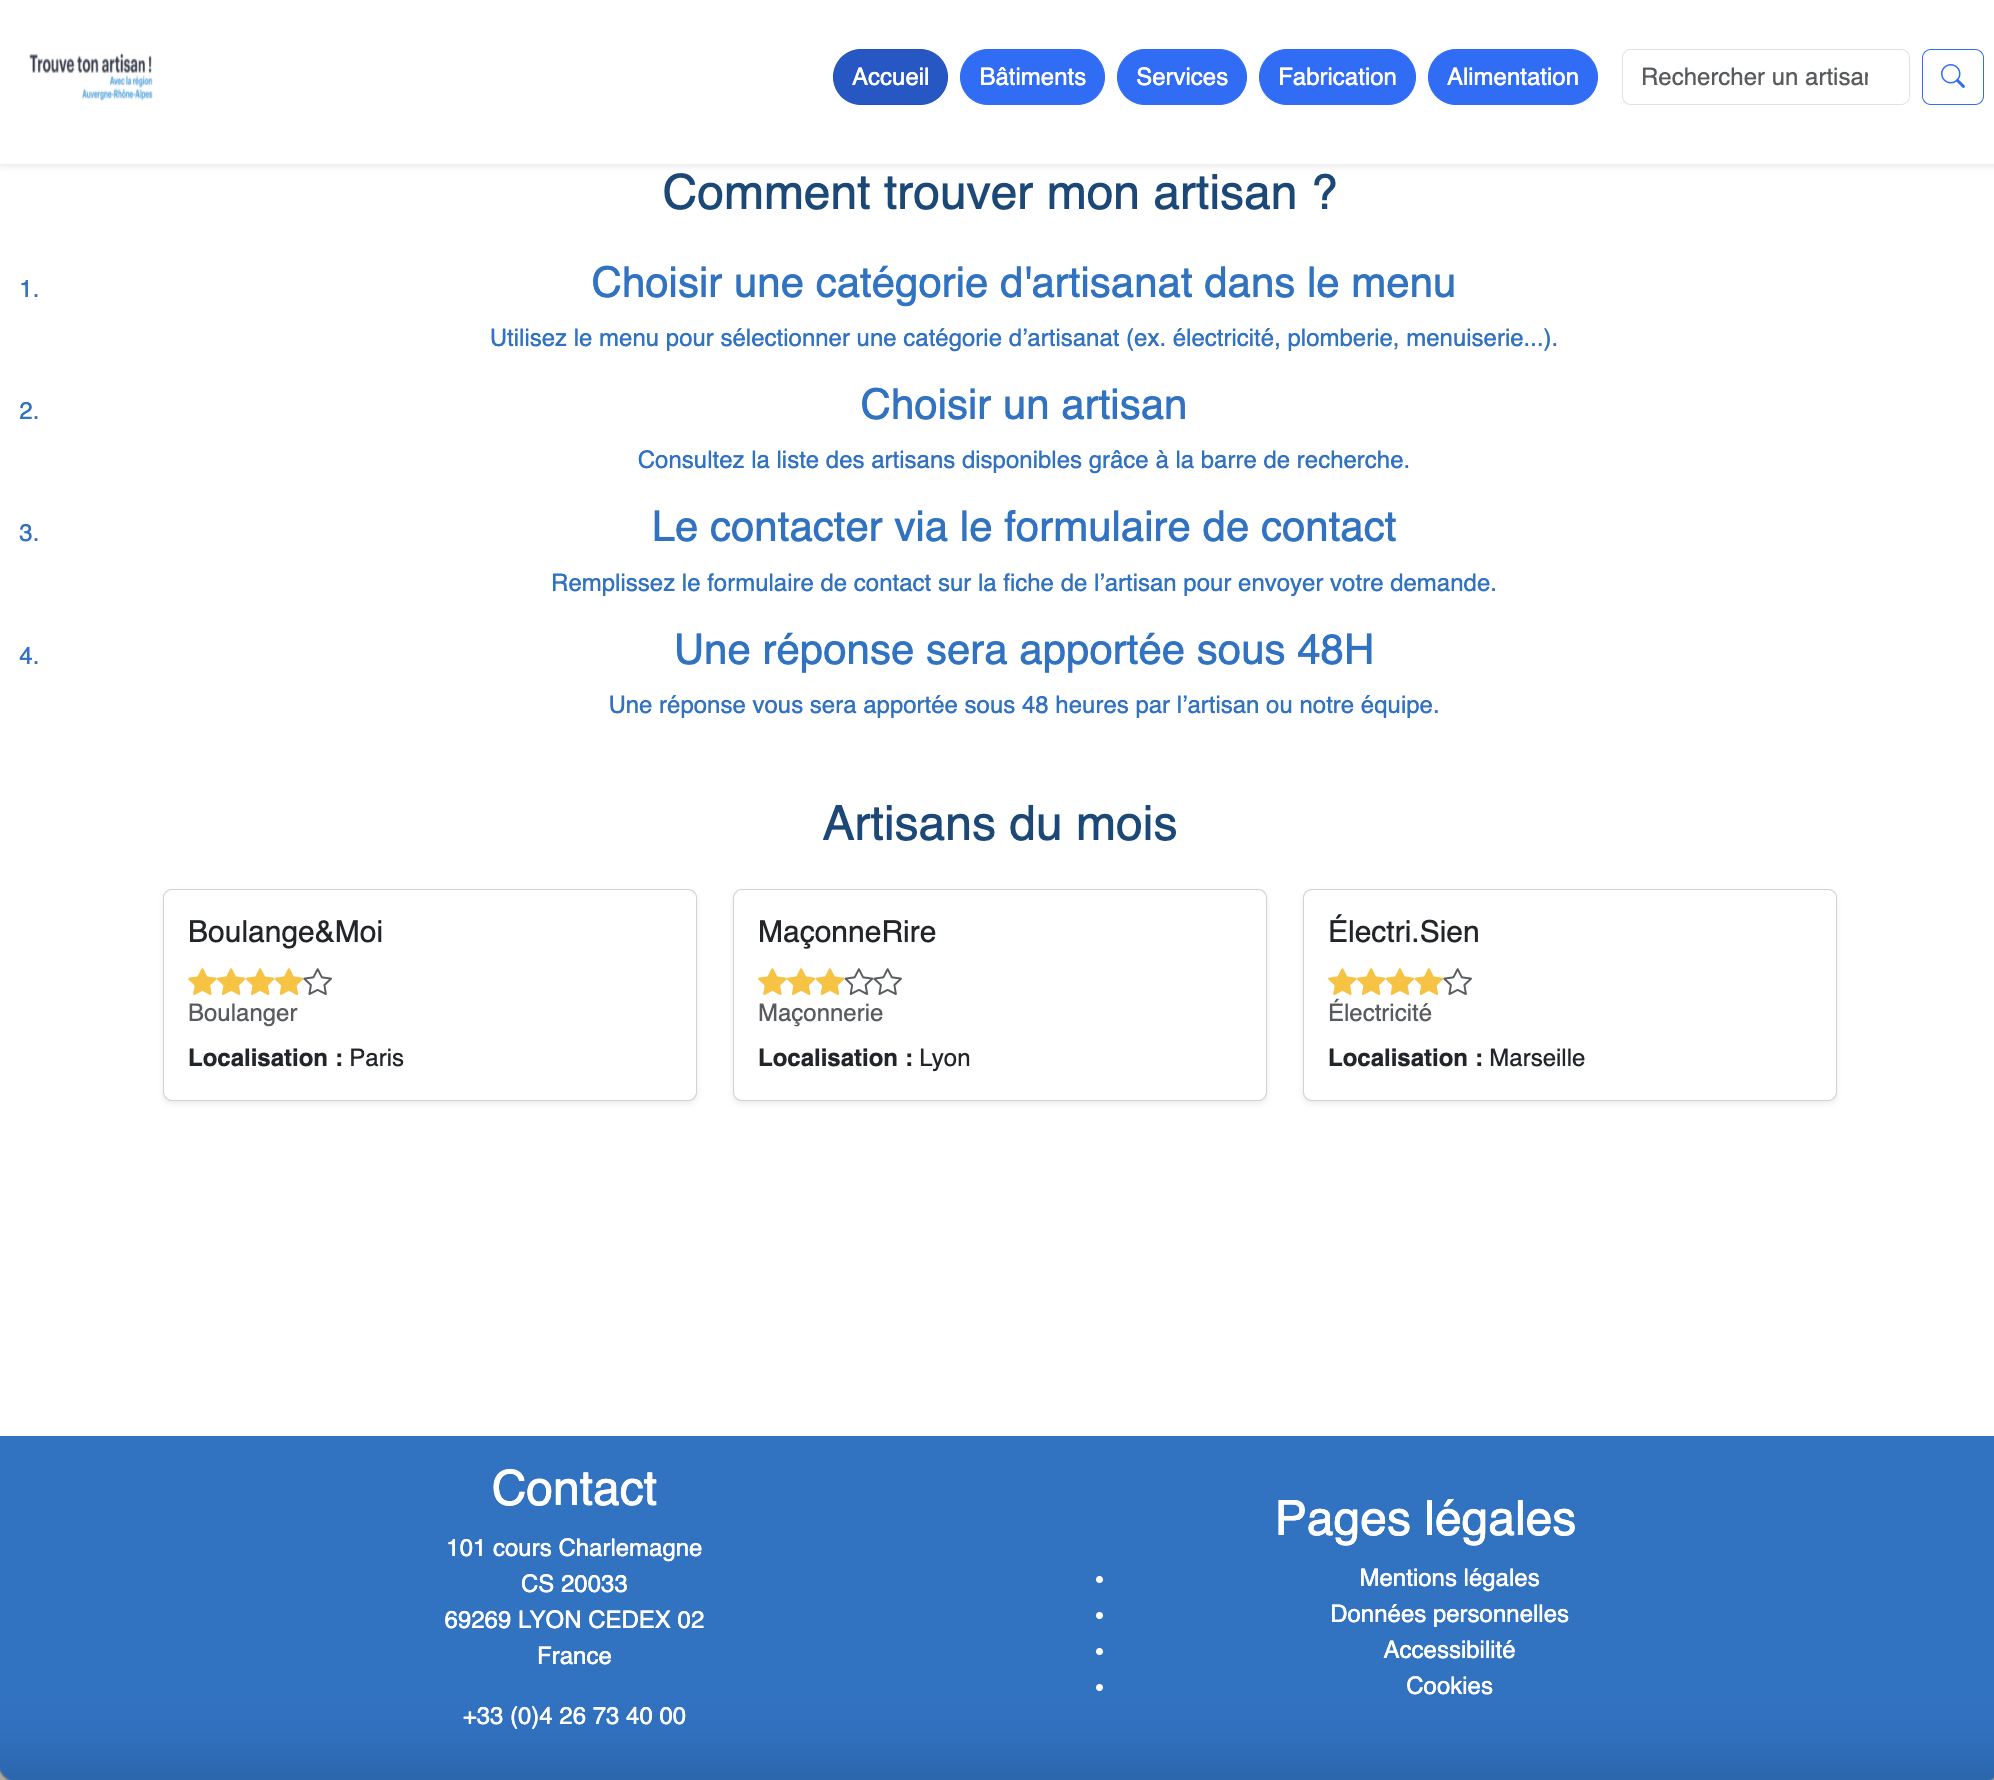 Trouve ton artisan !
Avec la région
Auvergne-Rhône-Alpes
Accueil
Bâtiments
Services
Fabrication
Alimentation
Rechercher un artisan
Comment trouver mon artisan ?
1. Choisir une catégorie d'artisanat dans le menu
Utilisez le menu pour sélectionner une catégorie d’artisanat (ex. électricité, plomberie, menuiserie...).
2. Choisir un artisan
Consultez la liste des artisans disponibles grâce à la barre de recherche.
3. Le contacter via le formulaire de contact
Remplissez le formulaire de contact sur la fiche de l’artisan pour envoyer votre demande.
4. Une réponse sera apportée sous 48H
Une réponse vous sera apportée sous 48 heures par l’artisan ou notre équipe.
Artisans du mois
Boulange&Moi
Boulanger
Localisation : Paris
MaçonneRire
Maçonnerie
Localisation : Lyon
Électri.Sien
Électricité
Localisation : Marseille
Contact
101 cours Charlemagne
CS 20033
69269 LYON CEDEX 02
France
+33 (0)4 26 73 40 00
Pages légales
• Mentions légales
• Données personnelles
• Accessibilité
• Cookies